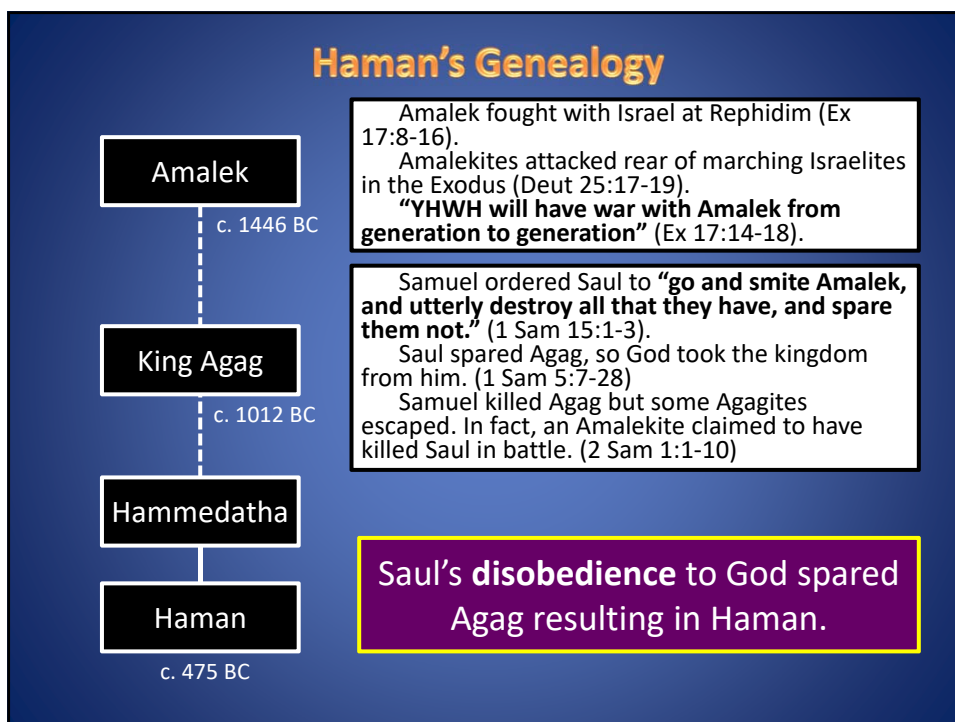 Haman’s Genealogy
Amalek
c. 1446 BC
King Agag
c. 1012 BC
Hammedatha
Haman
c. 475 BC
Amalek fought with Israel at Rephidim (Ex
17:8-16).
Amalekites attacked rear of marching Israelites
in the Exodus (Deut 25:17-19).
“YHWH will have war with Amalek from
generation to generation” (Ex 17:14-18).
Samuel ordered Saul to “go and smite Amalek,
and utterly destroy all that they have, and spare
them not.” (1 Sam 15:1-3).
Saul spared Agag, so God took the kingdom
from him. (1 Sam 5:7-28)
Samuel killed Agag but some Agagites
escaped. In fact, an Amalekite claimed to have
killed Saul in battle. (2 Sam 1:1-10)
Saul’s disobedience to God spared
Agag resulting in Haman.